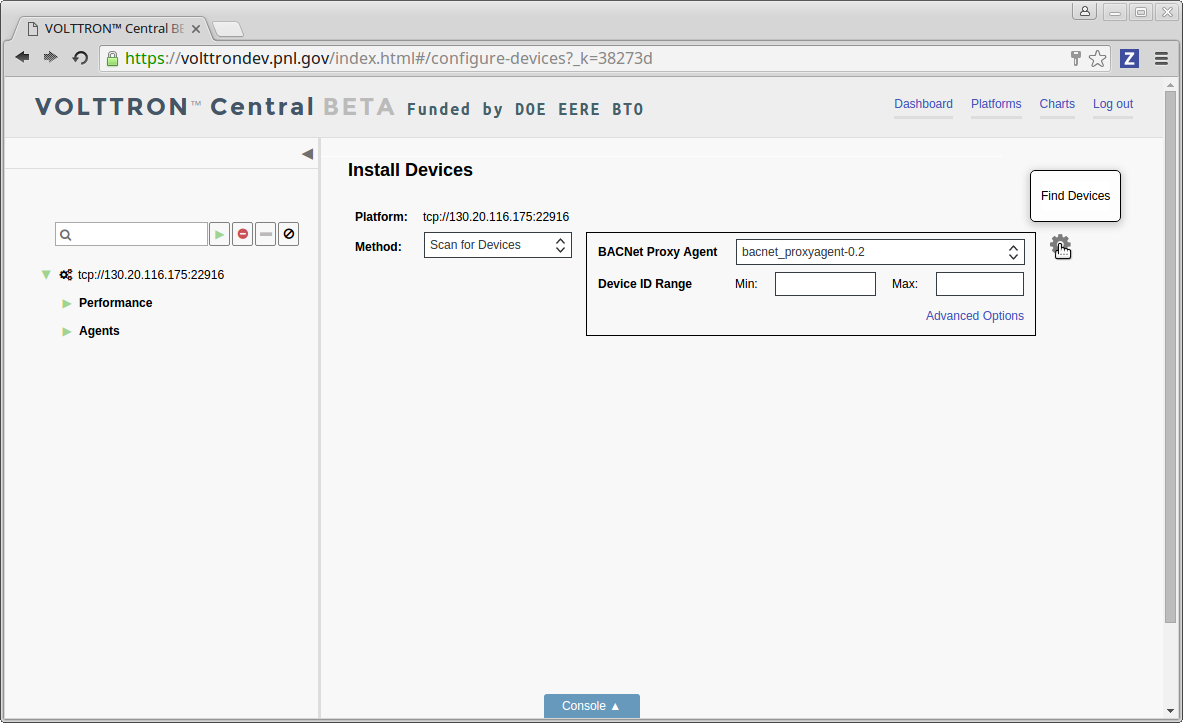 VOLTTRON™ Central BE
https://volttrondev.pnl.gov/index.html#/configure-devices?_k=38273d
Z
VOLTTRON™ Central BETA Funded by DOE EERE BTO
Dashboard Platforms Charts Log out
Install Devices
Find Devices
Platform: tcp://130.20.116.175:22916
Method: Scan for Devices
BACNet Proxy Agent bacnet_proxyagent-0.2
Device ID Range Min: Max:
Advanced Options
tcp://130.20.116.175:22916
Performance
Agents
Console ▲